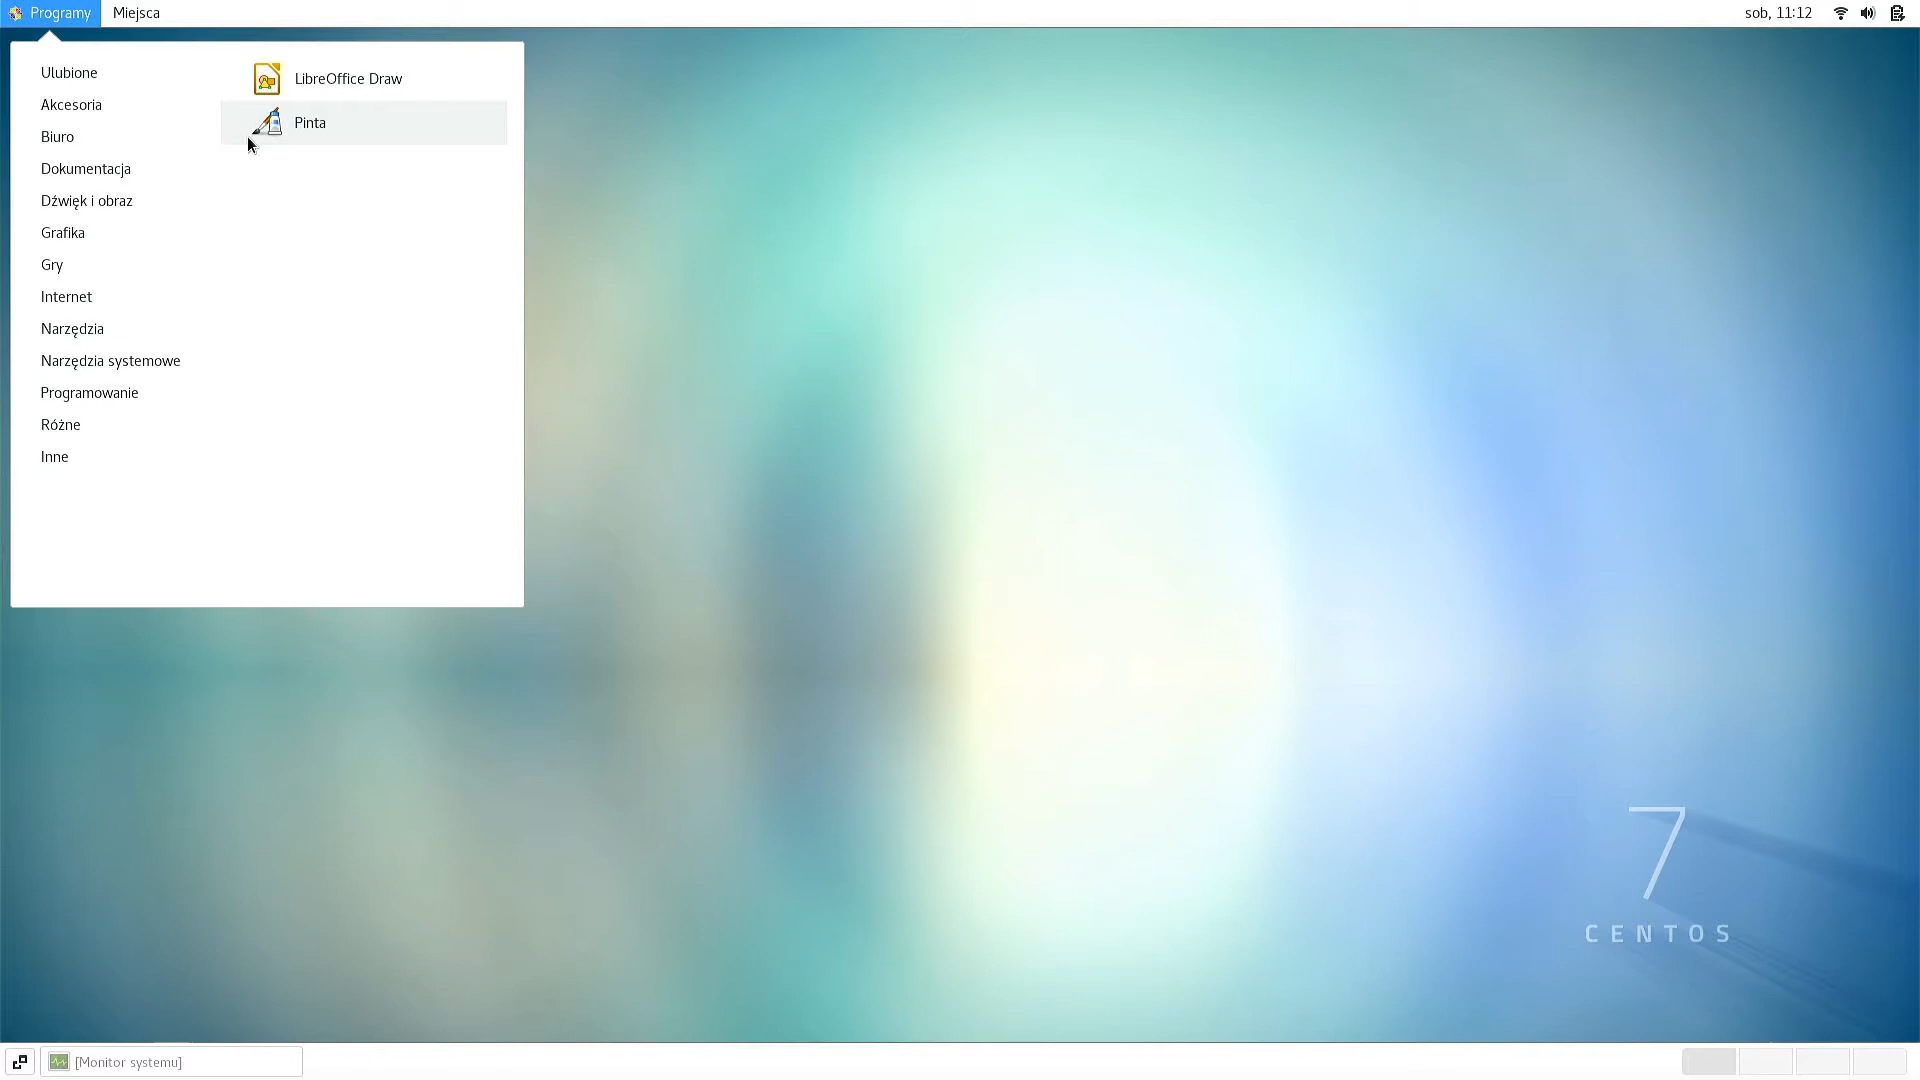 Programy Miejsca sob, 11:12
Ulubione
Akcesoria
Biuro
Dokumentacja
Dźwięk i obraz
Grafika
Gry
Internet
Narzędzia
Narzędzia systemowe
Programowanie
Różne
Inne
LibreOffice Draw
Pinta
7
CENTOS
[Monitor systemu]